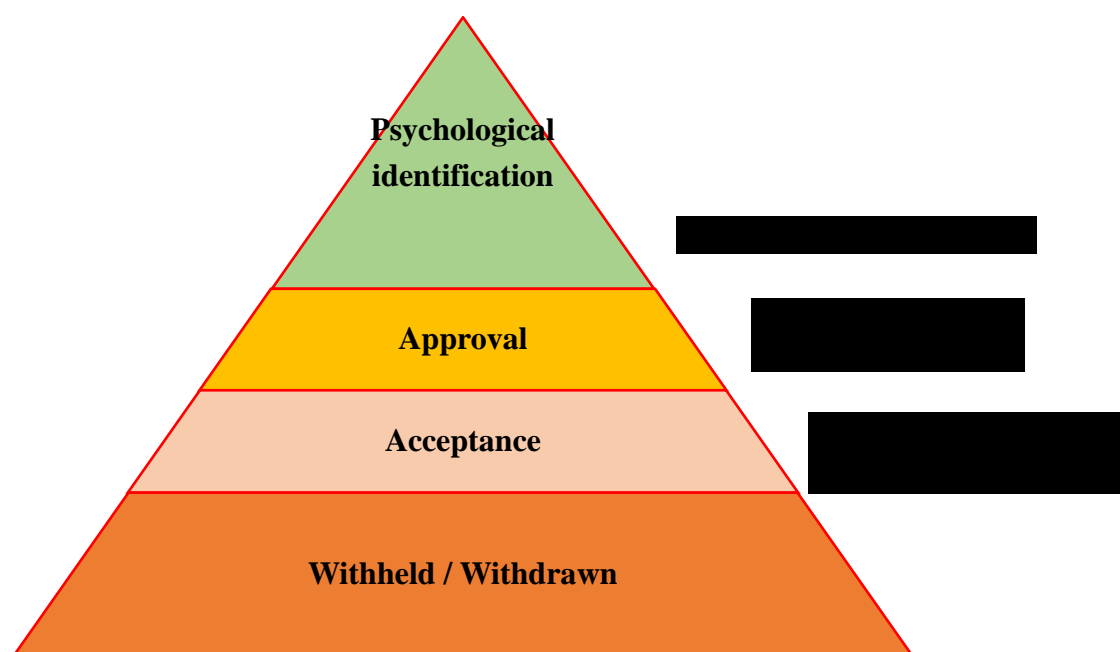 Psychological
identification
Approval
Acceptance
Withheld / Withdrawn